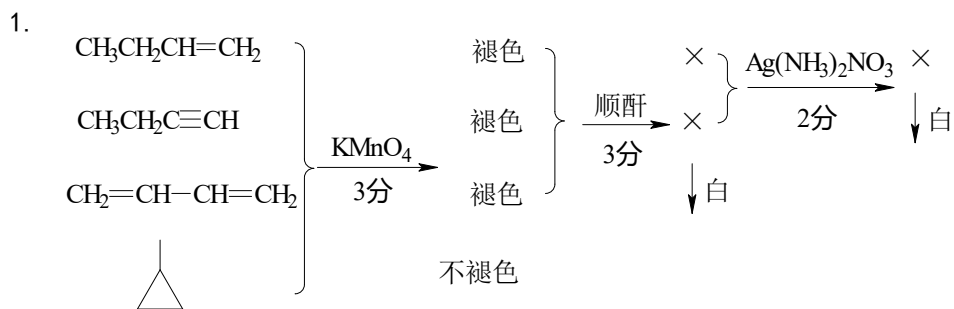 1.
CH₃CH₂CH=CH₂ 褪色 × Ag(NH₃)₂NO₃ ×
CH₃CH₂C≡CH 褪色 顺酐 × 2分 ↓白
KMnO₄ 3分
CH₂=CH-CH=CH₂ 3分 褪色 ↓白
不褪色